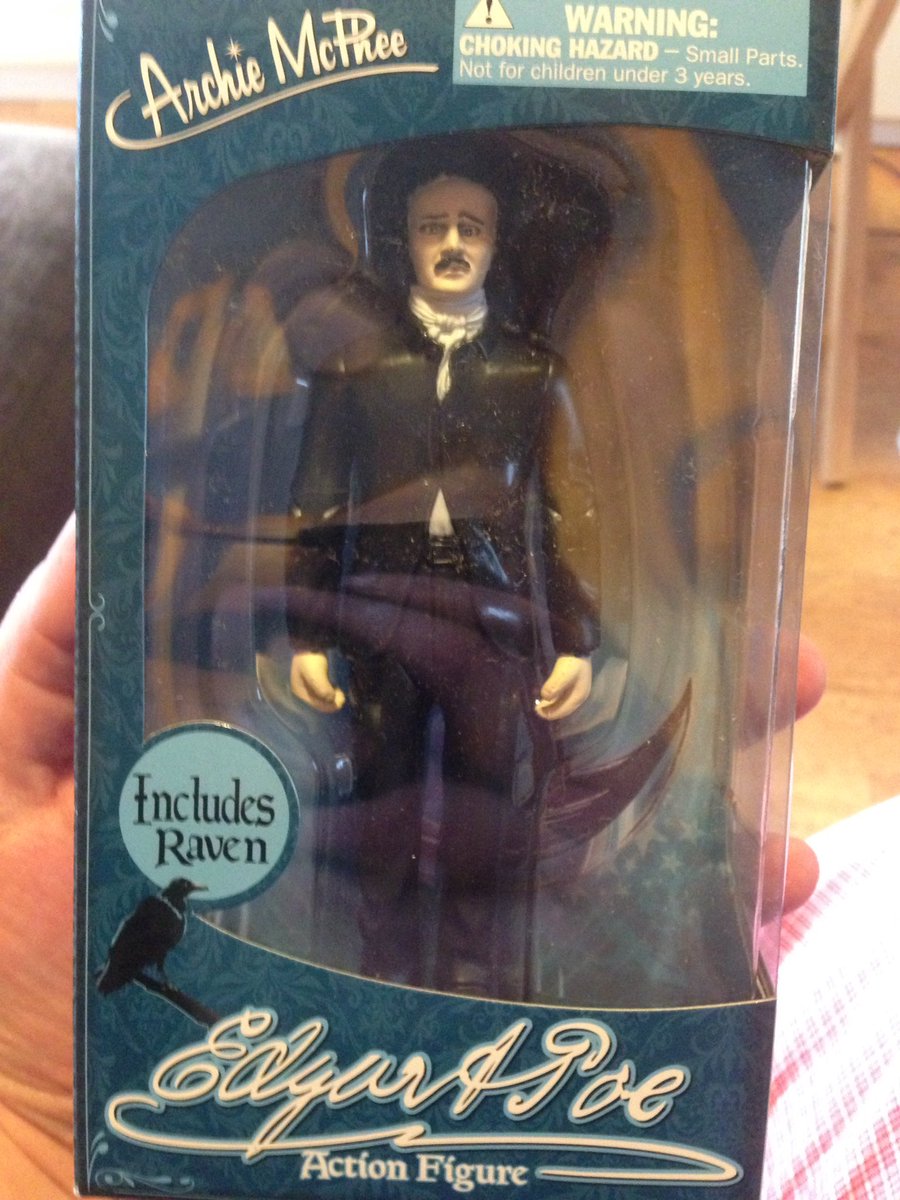 Archie McPhee
WARNING:
CHOKING HAZARD – Small Parts.
Not for children under 3 years.
Includes
Raven
Edgar A Poe
Action Figure